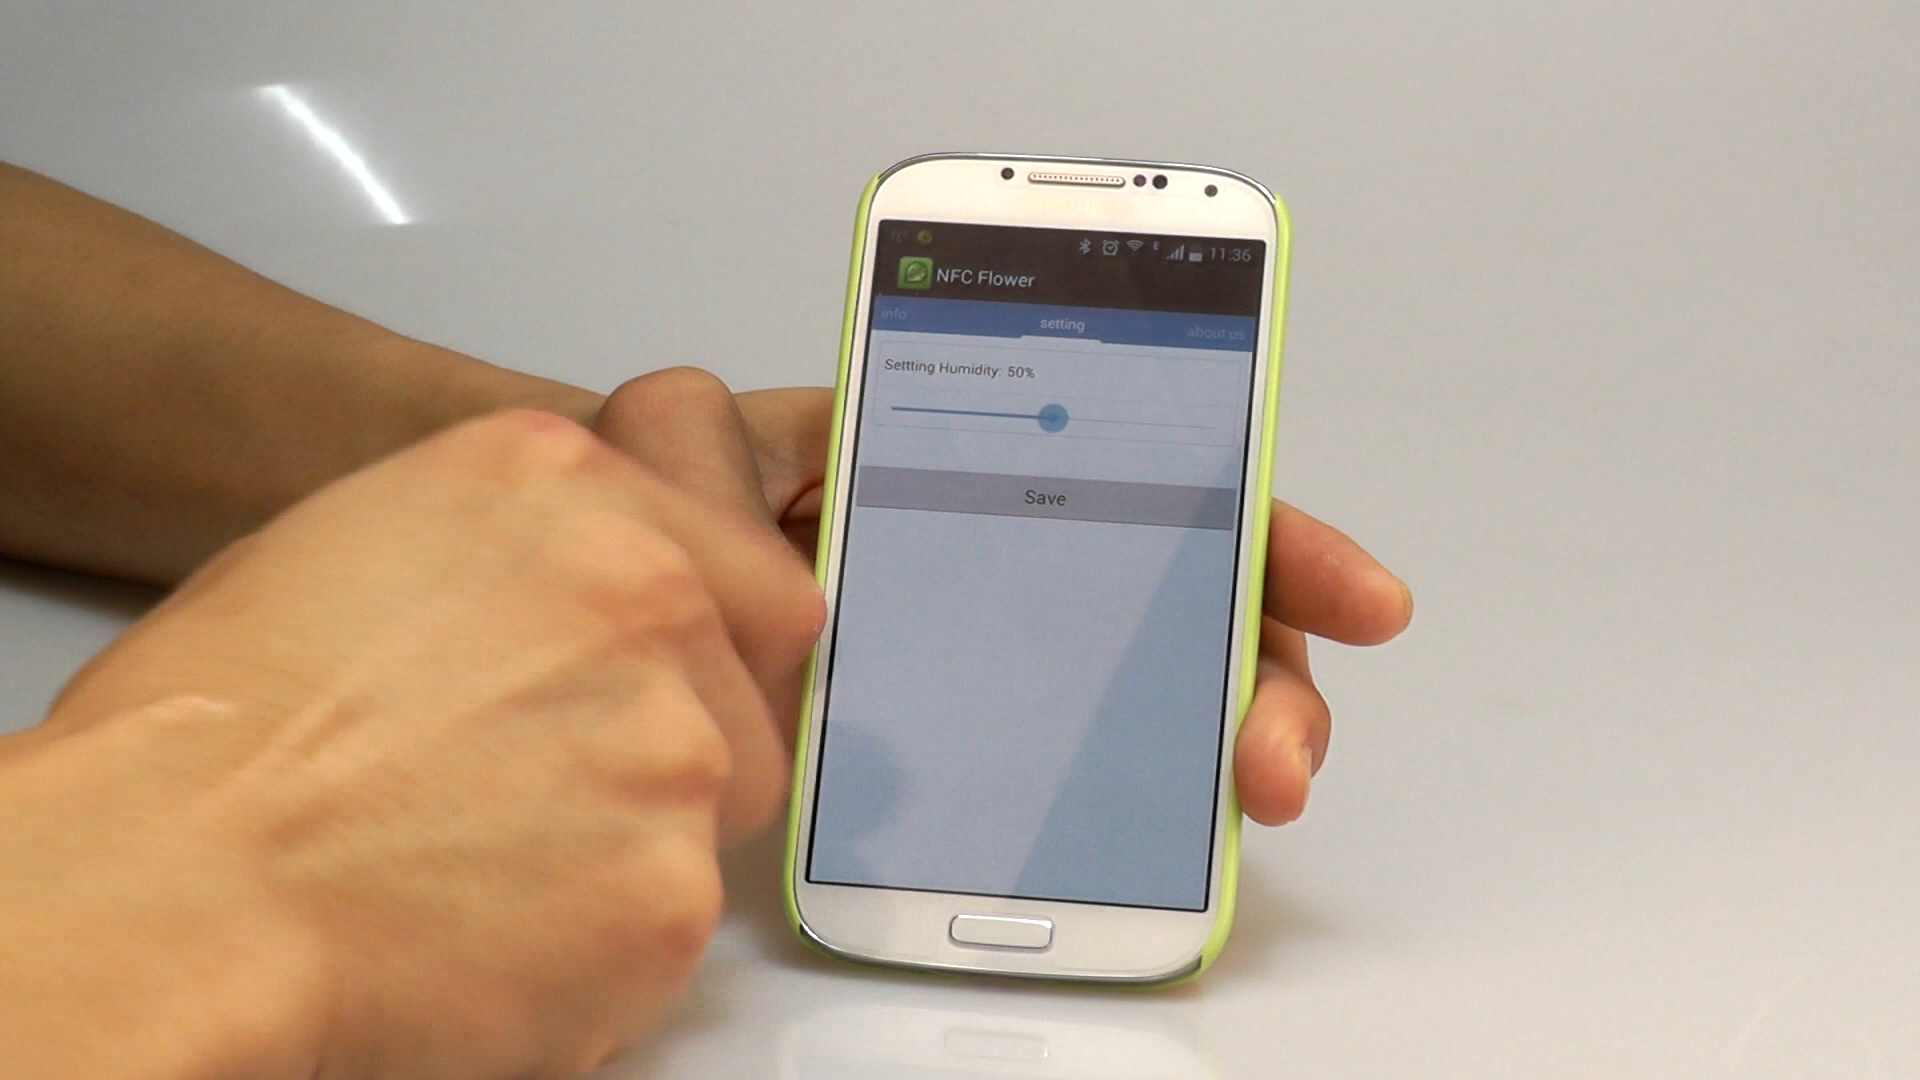 11:36
NFC Flower
info setting about us
Settting Humidity: 50%
Save